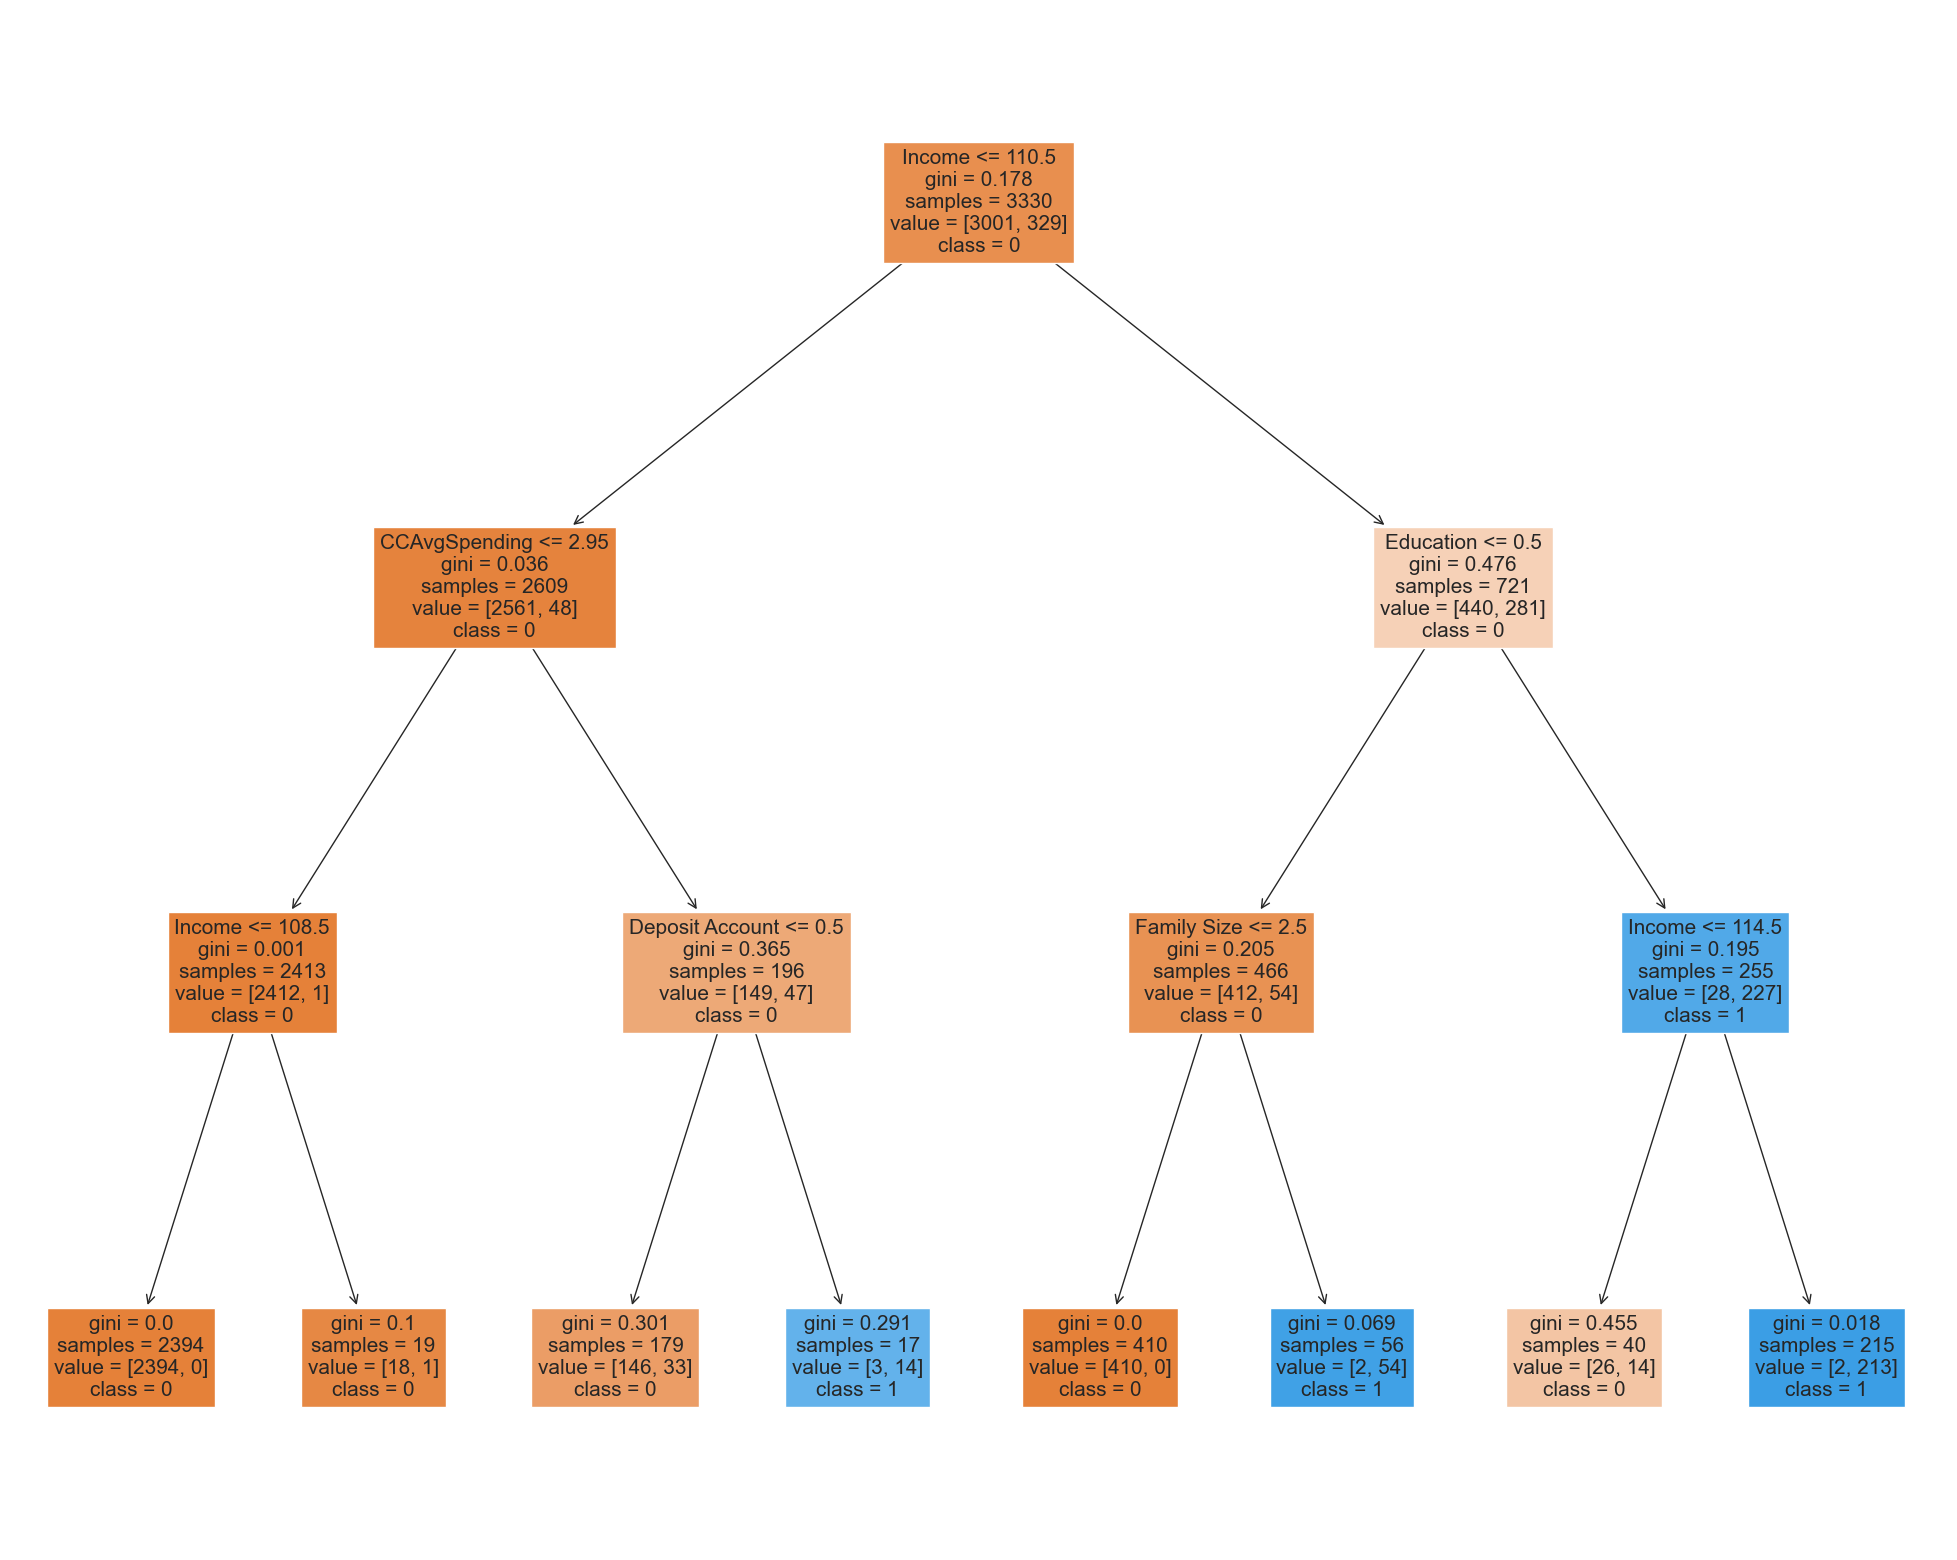 Income <= 110.5
gini = 0.178
samples = 3330
value = [3001, 329]
class = 0
CCAvgSpending <= 2.95
gini = 0.036
samples = 2609
value = [2561, 48]
class = 0
Education <= 0.5
gini = 0.476
samples = 721
value = [440, 281]
class = 0
Income <= 108.5
gini = 0.001
samples = 2413
value = [2412, 1]
class = 0
Deposit Account <= 0.5
gini = 0.365
samples = 196
value = [149, 47]
class = 0
Family Size <= 2.5
gini = 0.205
samples = 466
value = [412, 54]
class = 0
Income <= 114.5
gini = 0.195
samples = 255
value = [28, 227]
class = 1
gini = 0.0
samples = 2394
value = [2394, 0]
class = 0
gini = 0.1
samples = 19
value = [18, 1]
class = 0
gini = 0.301
samples = 179
value = [146, 33]
class = 0
gini = 0.291
samples = 17
value = [3, 14]
class = 1
gini = 0.0
samples = 410
value = [410, 0]
class = 0
gini = 0.069
samples = 56
value = [2, 54]
class = 1
gini = 0.455
samples = 40
value = [26, 14]
class = 0
gini = 0.018
samples = 215
value = [2, 213]
class = 1